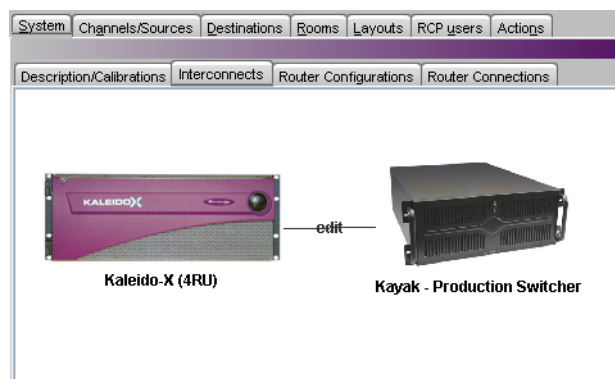 System Channels/Sources Destinations Rooms Layouts RCP users Actions
Description/Calibrations Interconnects Router Configurations Router Connections
KALEIDOX
edit
Kaleido-X (4RU)
Kayak - Production Switcher